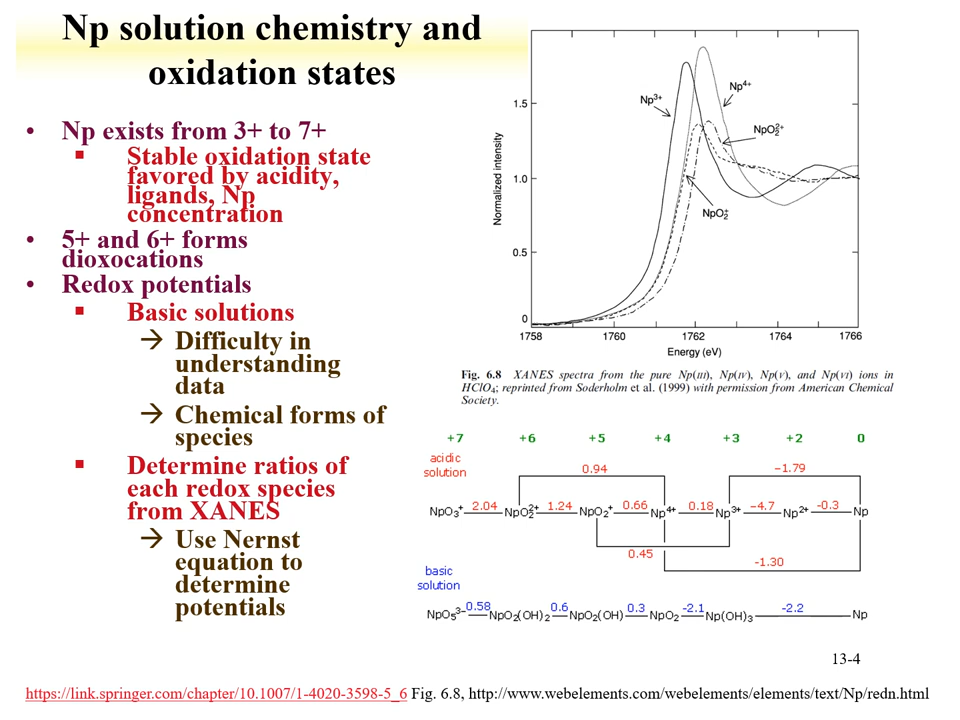 Np solution chemistry and
oxidation states
• Np exists from 3+ to 7+
▪ Stable oxidation state
favored by acidity,
ligands, Np
concentration
• 5+ and 6+ forms
dioxocations
• Redox potentials
▪ Basic solutions
→ Difficulty in
understanding
data
→ Chemical forms of
species
▪ Determine ratios of
each redox species
from XANES
→ Use Nernst
equation to
determine
potentials
Normalized intensity
1.5
1.0
0.5
0
Np³⁺
Np⁴⁺
NpO₂²⁺
NpO₂⁺
1758 1760 1762 1764 1766
Energy (eV)
Fig. 6.8 XANES spectra from the pure Np(III), Np(IV), Np(V), and Np(VI) ions in
HClO₄; reprinted from Soderholm et al. (1999) with permission from American Chemical
Society.
+7 +6 +5 +4 +3 +2 0
acidic
solution
0.94 −1.79
NpO₃⁺ 2.04 NpO₂²⁺ 1.24 NpO₂⁺ 0.66 Np⁴⁺ 0.18 Np³⁺ −4.7 Np²⁺ -0.3 Np
0.45
-1.30
basic
solution
NpO₅³⁻ 0.58 NpO₂(OH)₂ 0.6 NpO₂(OH) 0.3 NpO₂ -2.1 Np(OH)₃ -2.2 Np
13-4
https://link.springer.com/chapter/10.1007/1-4020-3598-5_6 Fig. 6.8, http://www.webelements.com/webelements/elements/text/Np/redn.html